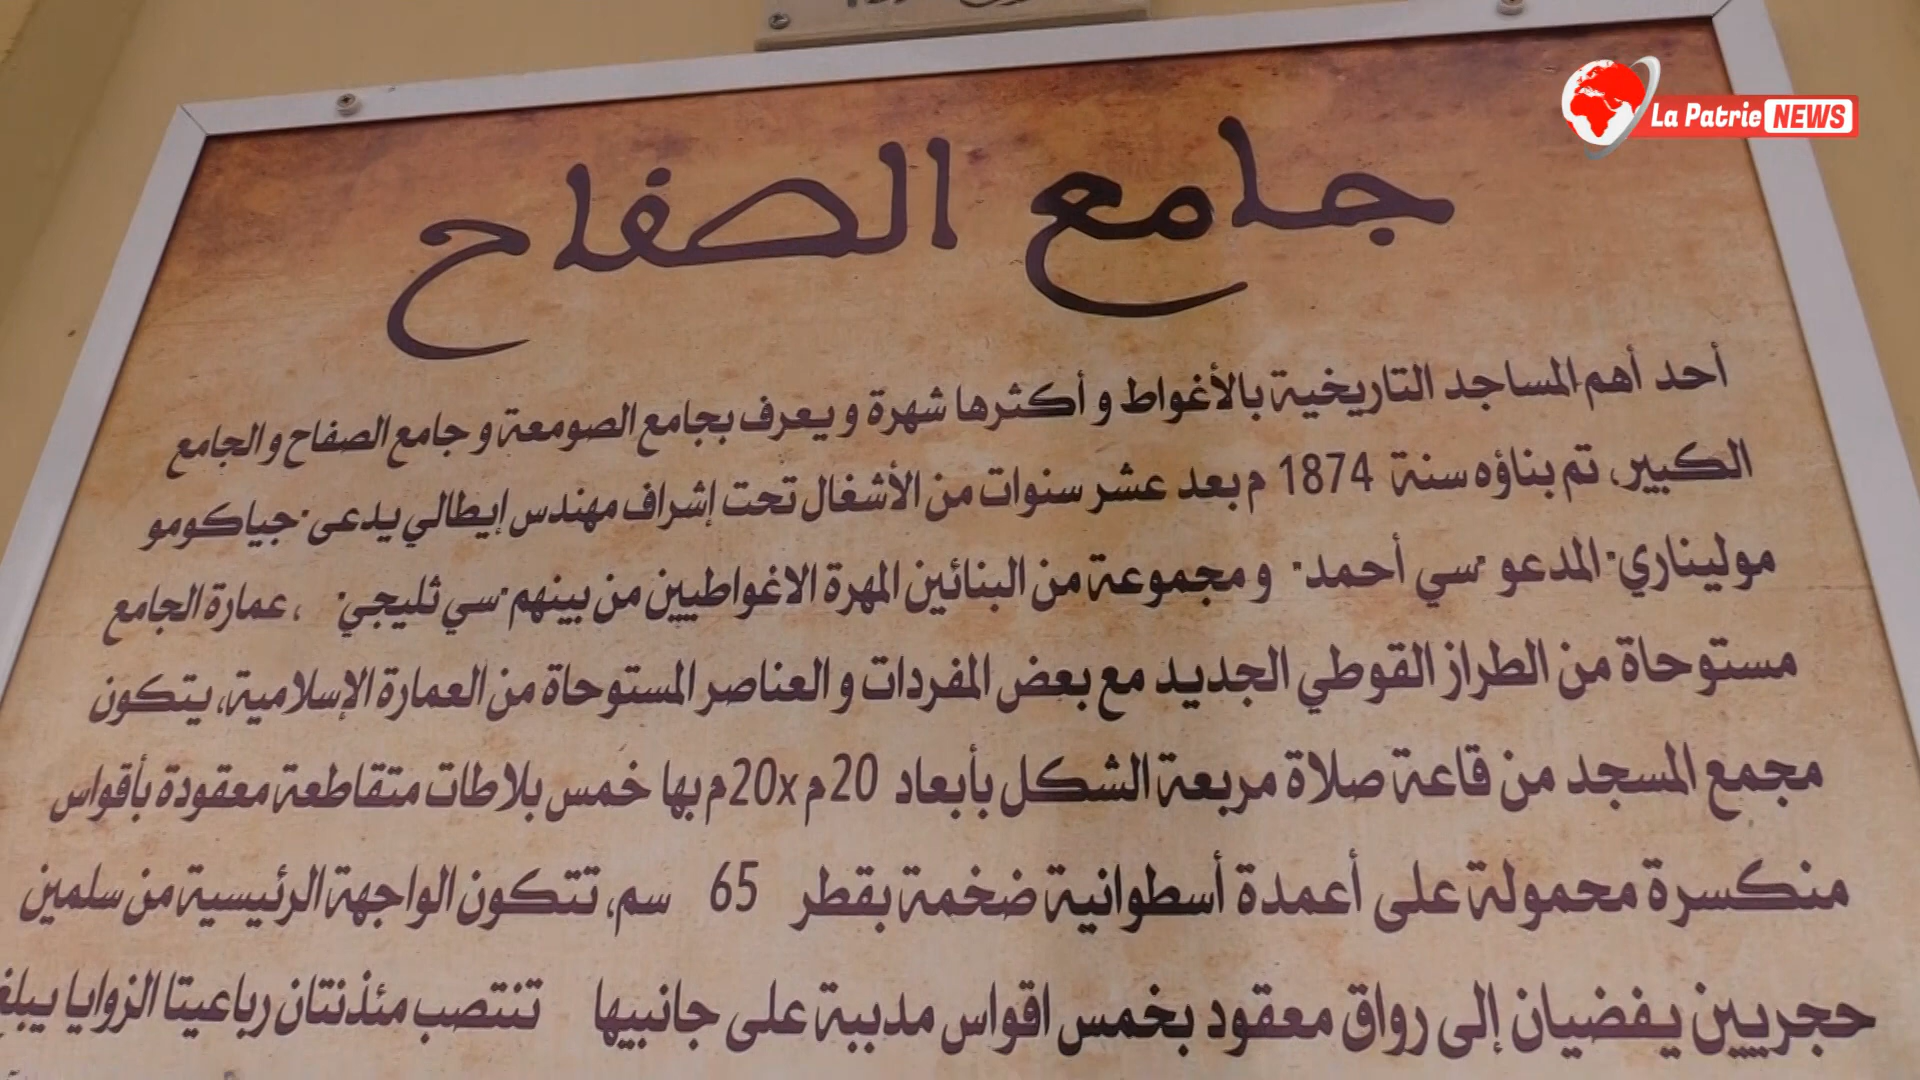 La Patrie NEWS
جامع الصفاح
أحد أهم المساجد التاريخية بالأغواط و أكثرها شهرة و يعرف بجامع الصومعة و جامع الصفاح و الجامع
الكبير، تم بناؤه سنة 1874 م بعد عشر سنوات من الأشغال تحت إشراف مهندس إيطالي يدعى "جياكومو
موليناري" المدعو "سي أحمد" و مجموعة من البنائين المهرة الاغواطيين من بينهم "سي ثليجي" ، عمارة الجامع
مستوحاة من الطراز القوطي الجديد مع بعض المفردات و العناصر المستوحاة من العمارة الإسلامية، يتكون
مجمع المسجد من قاعة صلاة مربعة الشكل بأبعاد 20م x20م بها خمس بلاطات متقاطعة معقودة بأقواس
منكسرة محمولة على أعمدة أسطوانية ضخمة بقطر 65 سم، تتكون الواجهة الرئيسية من سلمين
حجريين يفضيان إلى رواق معقود بخمس اقواس مدببة على جانبيها تنتصب مئذنتان رباعيتا الزوايا